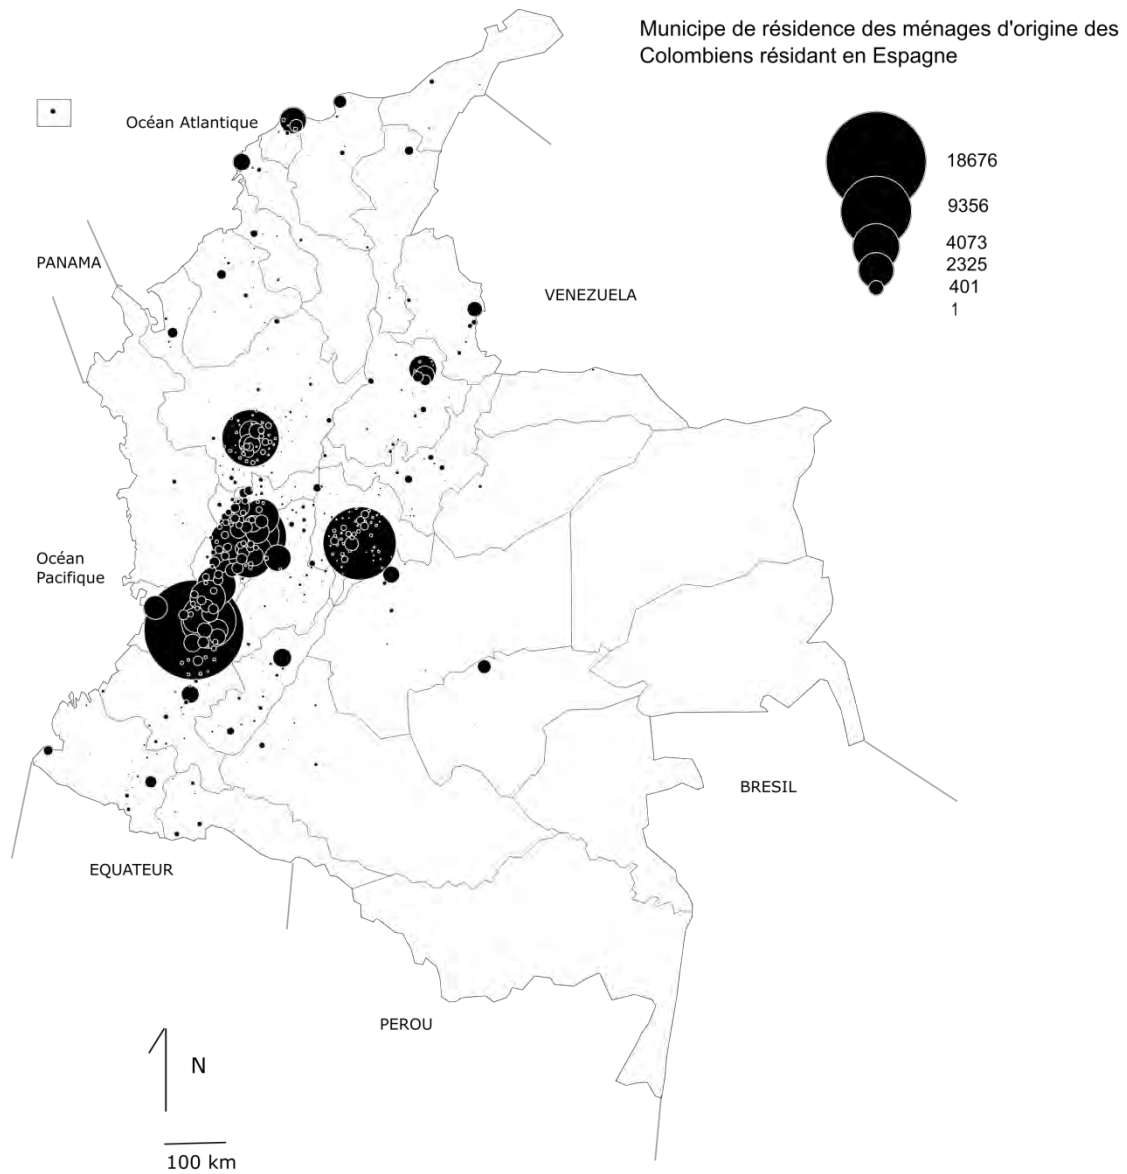 Municipe de résidence des ménages d'origine des
Colombiens résidant en Espagne
Océan Atlantique
18676
9356
4073
2325
401
1
PANAMA
VENEZUELA
Océan
Pacifique
BRESIL
EQUATEUR
PEROU
N
100 km